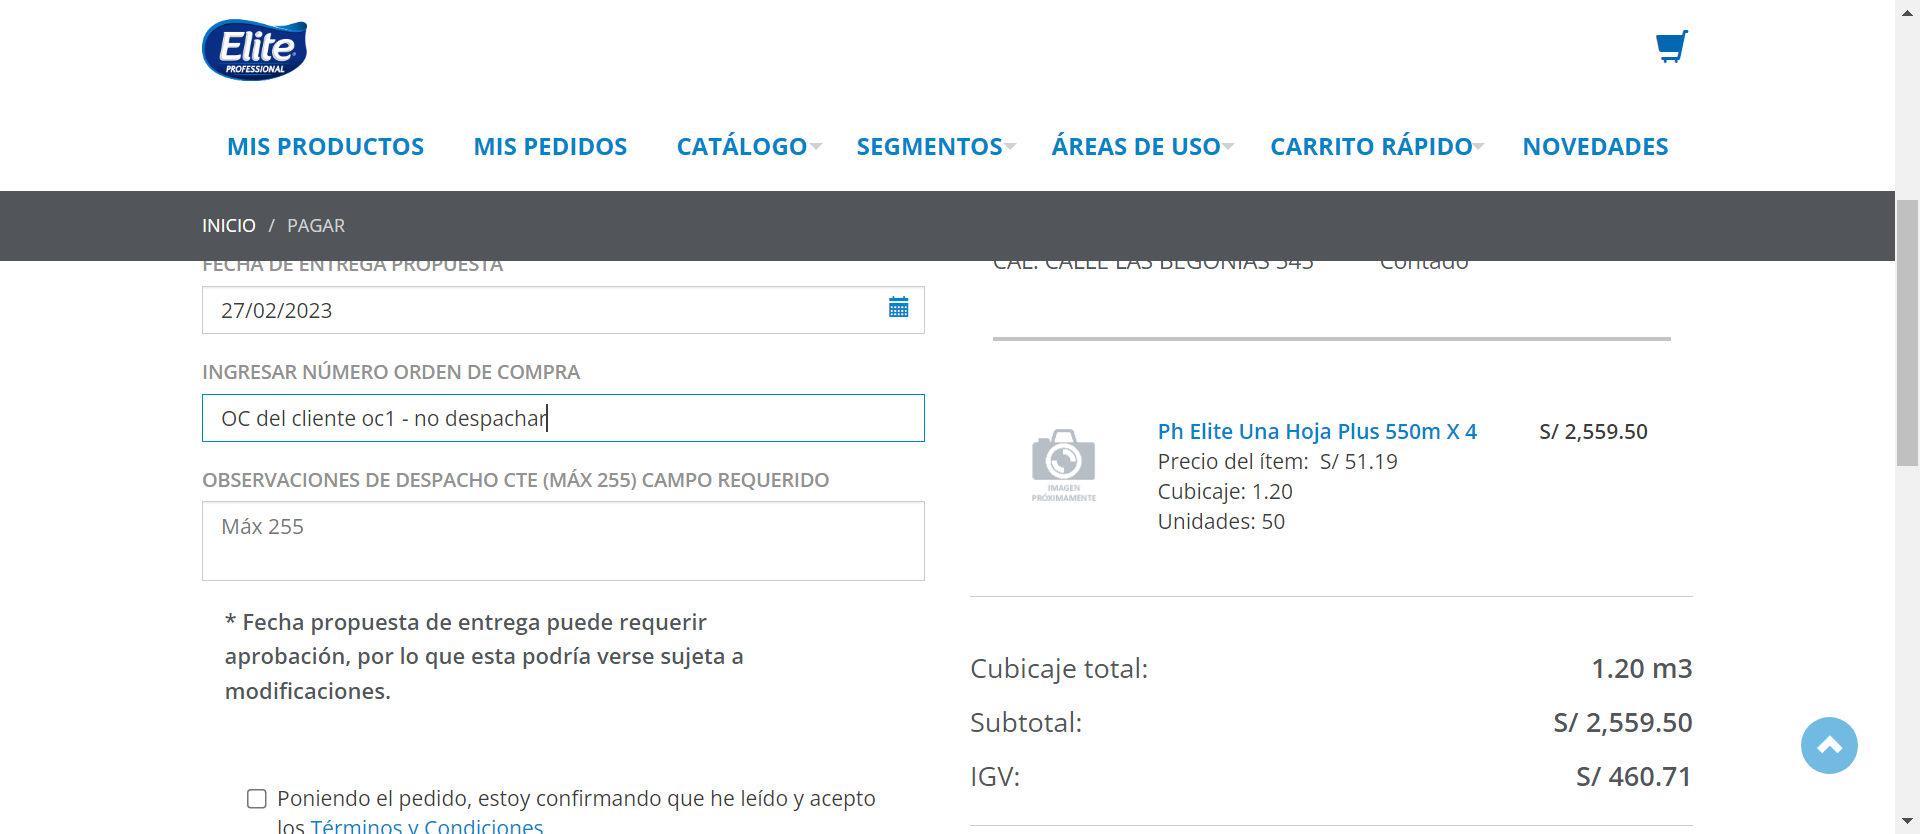 Elite
PROFESSIONAL
MIS PRODUCTOS
MIS PEDIDOS
CATÁLOGO
SEGMENTOS
ÁREAS DE USO
CARRITO RÁPIDO
NOVEDADES
INICIO / PAGAR
FECHA DE ENTREGA PROPUESTA
27/02/2023
INGRESAR NÚMERO ORDEN DE COMPRA
OC del cliente oc1 - no despachar
OBSERVACIONES DE DESPACHO CTE (MÁX 255) CAMPO REQUERIDO
Máx 255
* Fecha propuesta de entrega puede requerir
aprobación, por lo que esta podría verse sujeta a
modificaciones.
Poniendo el pedido, estoy confirmando que he leído y acepto
los Términos y Condiciones
CAL. CALLE LAS BEGONIAS 545
Contado
IMAGEN
PRÓXIMAMENTE
Ph Elite Una Hoja Plus 550m X 4
S/ 2,559.50
Precio del ítem: S/ 51.19
Cubicaje: 1.20
Unidades: 50
Cubicaje total: 1.20 m3
Subtotal: S/ 2,559.50
IGV: S/ 460.71